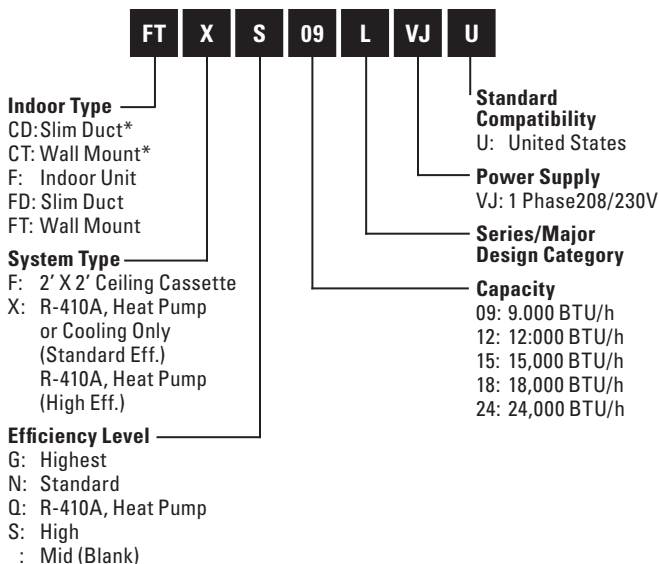 FT X S 09 L VJ U
Indoor Type
CD: Slim Duct*
CT: Wall Mount*
F: Indoor Unit
FD: Slim Duct
FT: Wall Mount
System Type
F: 2’ X 2’ Ceiling Cassette
X: R-410A, Heat Pump
or Cooling Only
(Standard Eff.)
R-410A, Heat Pump
(High Eff.)
Efficiency Level
G: Highest
N: Standard
Q: R-410A, Heat Pump
S: High
: Mid (Blank)
Standard
Compatibility
U: United States
Power Supply
VJ: 1 Phase208/230V
Series/Major
Design Category
Capacity
09: 9.000 BTU/h
12: 12:000 BTU/h
15: 15,000 BTU/h
18: 18,000 BTU/h
24: 24,000 BTU/h